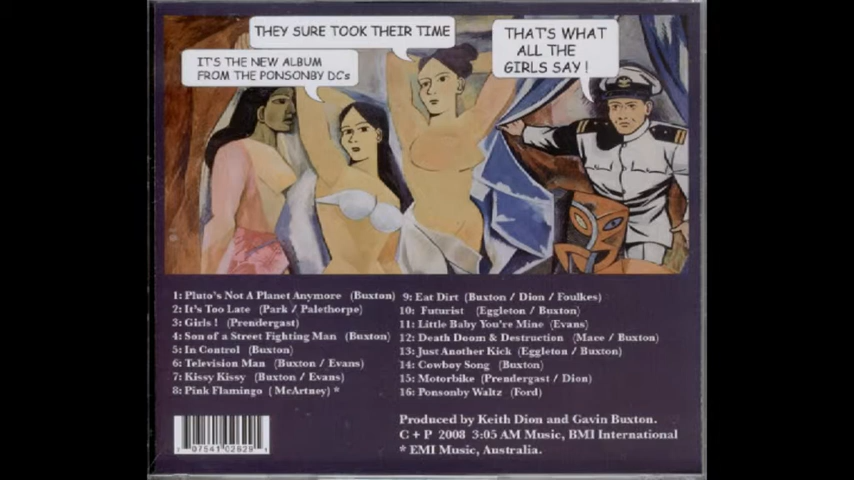 THEY SURE TOOK THEIR TIME
THAT'S WHAT
ALL THE
GIRLS SAY !
IT'S THE NEW ALBUM
FROM THE PONSONBY DCs
1: Pluto's Not A Planet Anymore (Buxton)
2: It's Too Late (Park / Palethorpe)
3: Girls ! (Prendergast)
4: Son of a Street Fighting Man (Buxton)
5: In Control (Buxton)
6: Television Man (Buxton / Evans)
7: Kissy Kissy (Buxton / Evans)
8: Pink Flamingo ( McArtney) *
9: Eat Dirt (Buxton / Dion / Foulkes)
10: Futurist (Eggleton / Buxton)
11: Little Baby You're Mine (Evans)
12: Death Doom & Destruction (Mace / Buxton)
13: Just Another Kick (Eggleton / Buxton)
14: Cowboy Song (Buxton)
15: Motorbike (Prendergast / Dion)
16: Ponsonby Waltz (Ford)
Produced by Keith Dion and Gavin Buxton.
C + P 2008 3:05 AM Music, BMI International
* EMI Music, Australia.